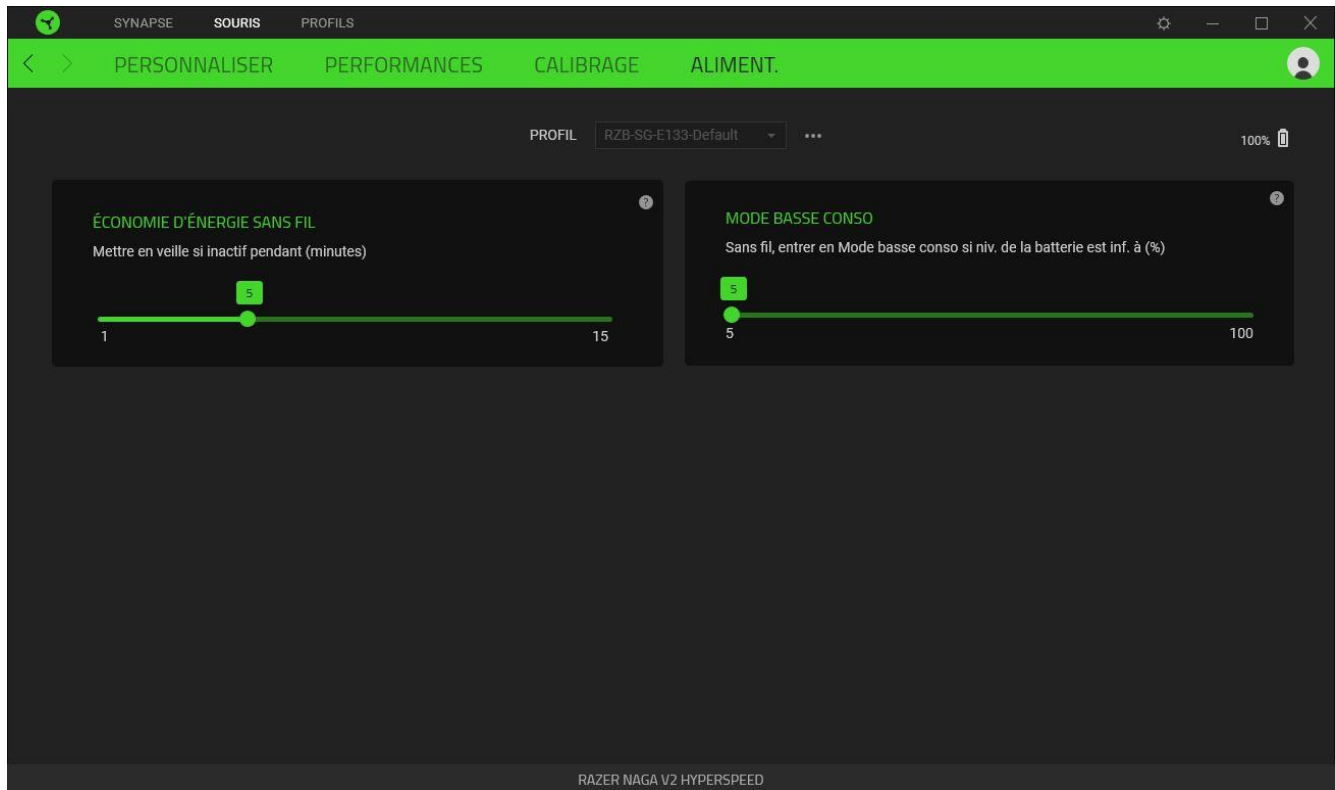 SYNAPSE SOURIS PROFILS
PERSONNALISER PERFORMANCES CALIBRAGE ALIMENT.
PROFIL RZB-SG-E133-Default ••• 100%
ÉCONOMIE D'ÉNERGIE SANS FIL
Mettre en veille si inactif pendant (minutes)
5
1 15
MODE BASSE CONSO
Sans fil, entrer en Mode basse conso si niv. de la batterie est inf. à (%)
5
5 100
RAZER NAGA V2 HYPERSPEED